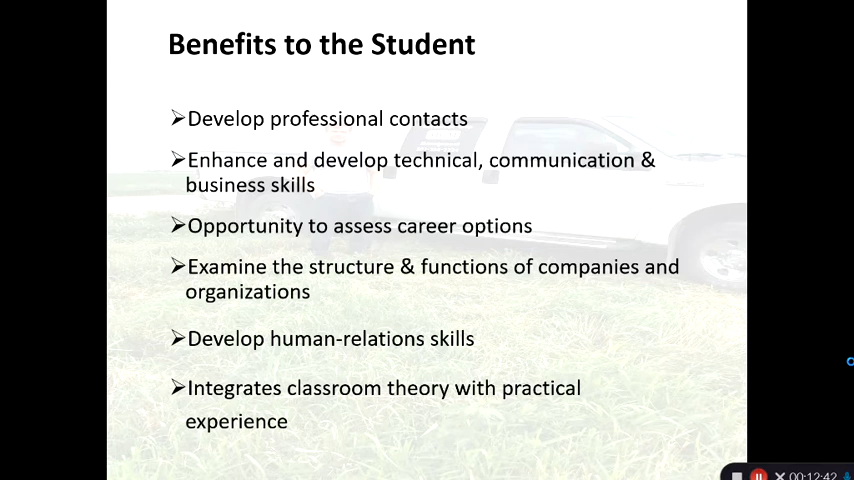 Benefits to the Student
➢Develop professional contacts
➢Enhance and develop technical, communication &
business skills
➢Opportunity to assess career options
➢Examine the structure & functions of companies and
organizations
➢Develop human-relations skills
➢Integrates classroom theory with practical
experience
00:12:42